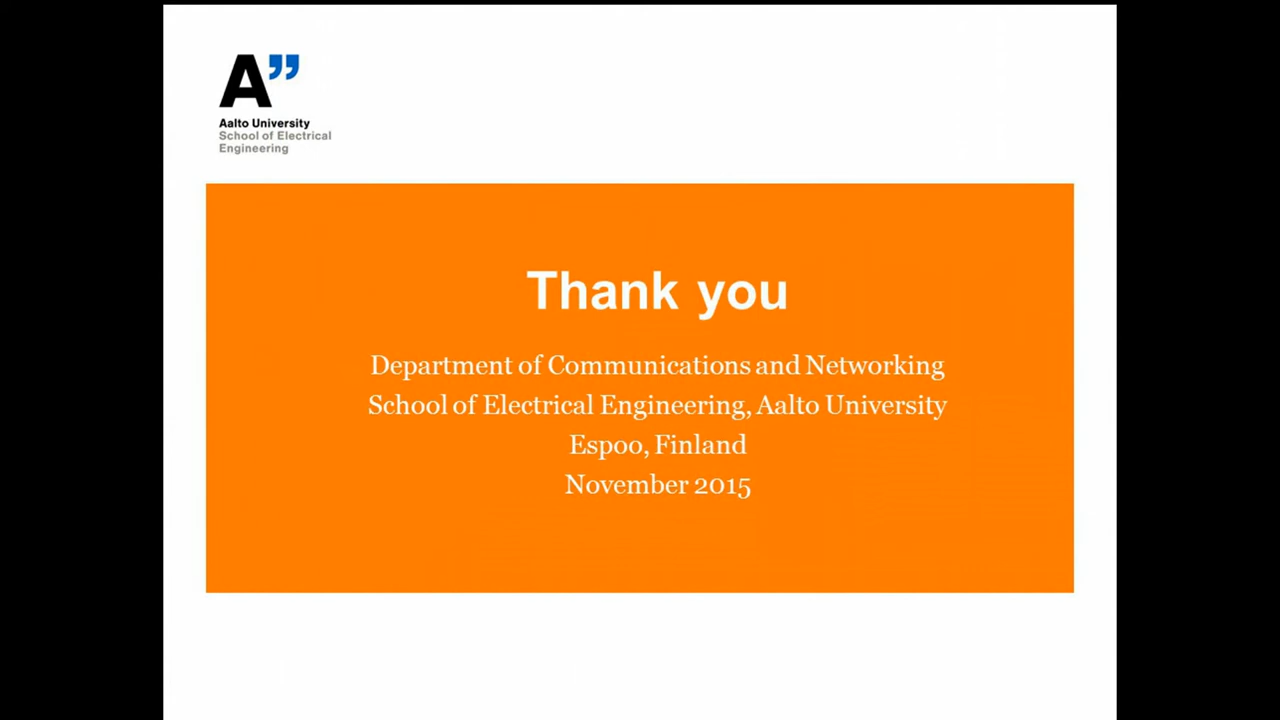 A”
Aalto University
School of Electrical
Engineering
Thank you
Department of Communications and Networking
School of Electrical Engineering, Aalto University
Espoo, Finland
November 2015